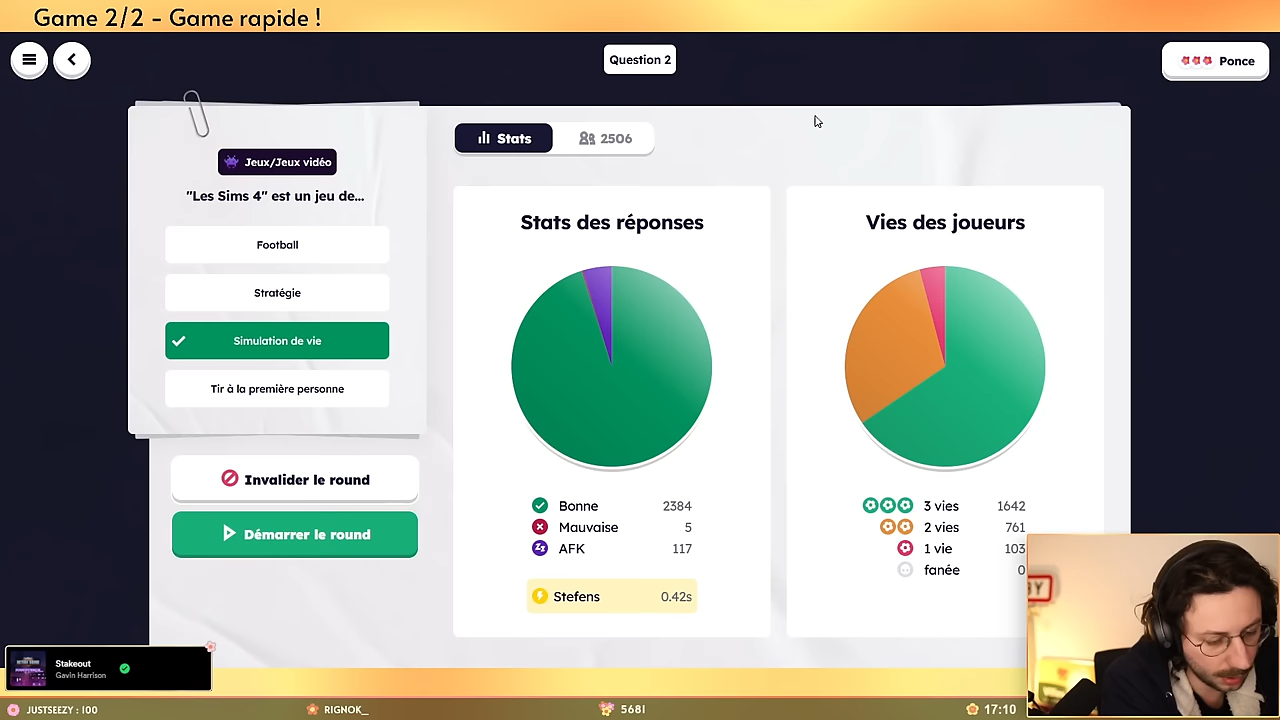 Game 2/2 - Game rapide !
Question 2
Ponce
Jeux/Jeux vidéo
"Les Sims 4" est un jeu de...
Football
Stratégie
Simulation de vie
Tir à la première personne
Invalider le round
Démarrer le round
Stats
2506
Stats des réponses
Bonne 2384
Mauvaise 5
AFK 117
Stefens 0.42s
Vies des joueurs
3 vies 1642
2 vies 761
1 vie 103
fanée 0
Stakeout
Gavin Harrison
JUSTSEEZY : 100
RIGNOK_
5681
17:10